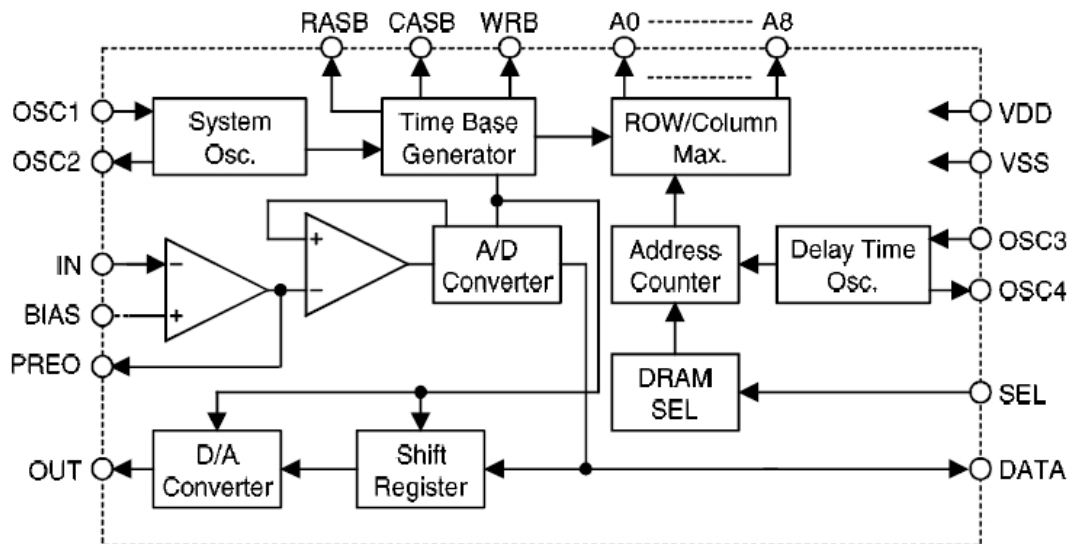 RASB CASB WRB A0 A8
OSC1
OSC2
System
Osc.
Time Base
Generator
ROW/Column
Max.
VDD
VSS
IN
BIAS
PREO
−
+
+
−
A/D
Converter
Address
Counter
Delay Time
Osc.
OSC3
OSC4
DRAM
SEL
SEL
OUT
D/A
Converter
Shift
Register
DATA